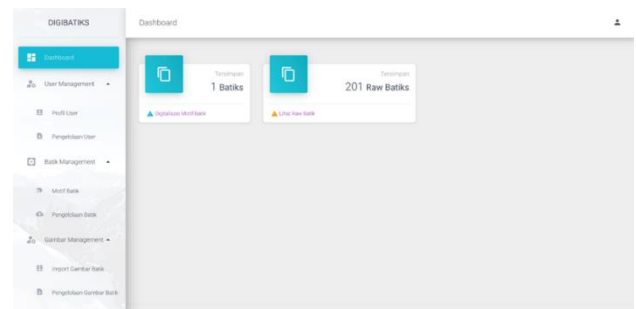 DIGIBATIKS
Dashboard
Dashboard
User Management
Profil User
Pengelolaan User
Batik Management
Motif Batik
Pengelolaan Batik
Gambar Management
Import Gambar Batik
Pengelolaan Gambar Batik
Tersimpan
1 Batiks
Digitalisasi Motif Batik
Tersimpan
201 Raw Batiks
Lihat Raw Batik